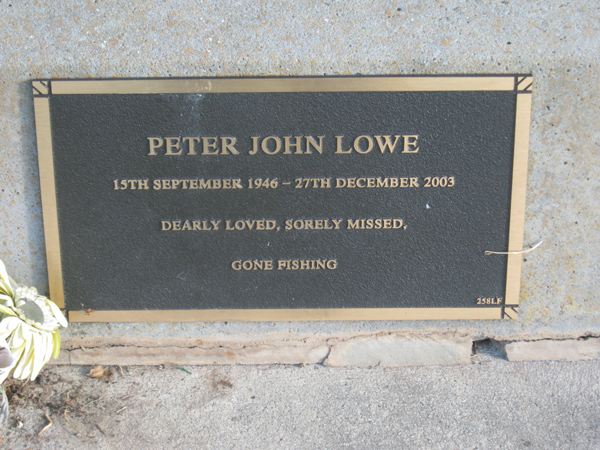 PETER JOHN LOWE
15TH SEPTEMBER 1946 – 27TH DECEMBER 2003
DEARLY LOVED, SORELY MISSED,
GONE FISHING
258LF